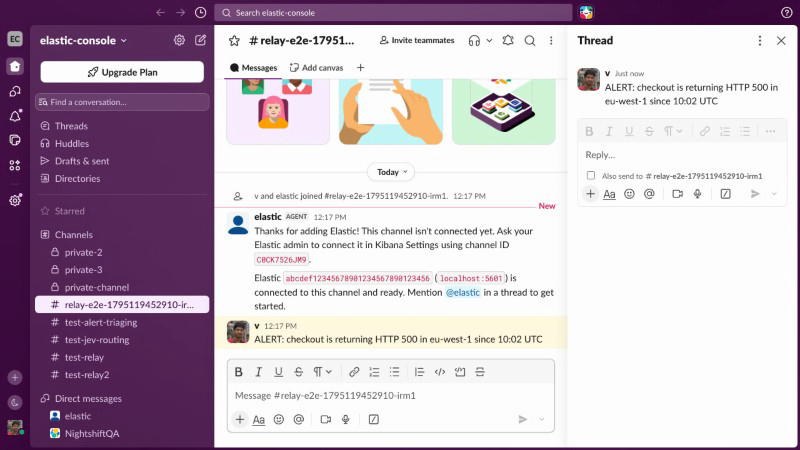 Search elastic-console
EC
elastic-console
Upgrade Plan
Find a conversation...
Threads
Huddles
Drafts & sent
Directories
Starred
Channels
private-2
private-3
private-channel
# relay-e2e-1795119452910-ir...
# test-alert-triaging
# test-jev-routing
# test-relay
# test-relay2
Direct messages
elastic
NightshiftQA
# relay-e2e-17951...
Invite teammates
Messages
Add canvas
Today
v and elastic joined #relay-e2e-1795119452910-irm1. 12:17 PM
New
elastic AGENT 12:17 PM
Thanks for adding Elastic! This channel isn't connected yet. Ask your
Elastic admin to connect it in Kibana Settings using channel ID
C0CK7526JM9.
Elastic abcdef12345678901234567890123456 (localhost:5601) is
connected to this channel and ready. Mention @elastic in a thread to get
started.
v 12:17 PM
ALERT: checkout is returning HTTP 500 in eu-west-1 since 10:02 UTC
B I U S
Message #relay-e2e-1795119452910-irm1
Aa
Thread
v Just now
ALERT: checkout is returning HTTP 500 in
eu-west-1 since 10:02 UTC
B I U S
Reply...
Also send to # relay-e2e-1795119452910-irm1
Aa